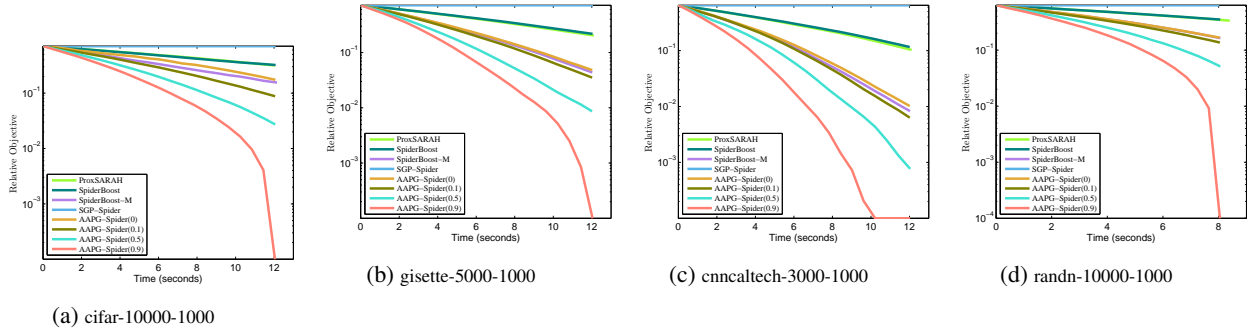 Relative Objective
10⁻¹
10⁻²
10⁻³
ProxSARAH
SpiderBoost
SpiderBoost−M
SGP−Spider
AAPG−Spider(0)
AAPG−Spider(0.1)
AAPG−Spider(0.5)
AAPG−Spider(0.9)
0 2 4 6 8 10 12
Time (seconds)
(a) cifar-10000-1000
Relative Objective
10⁻¹
10⁻²
10⁻³
ProxSARAH
SpiderBoost
SpiderBoost−M
SGP−Spider
AAPG−Spider(0)
AAPG−Spider(0.1)
AAPG−Spider(0.5)
AAPG−Spider(0.9)
0 2 4 6 8 10 12
Time (seconds)
(b) gisette-5000-1000
Relative Objective
10⁻¹
10⁻²
10⁻³
ProxSARAH
SpiderBoost
SpiderBoost−M
SGP−Spider
AAPG−Spider(0)
AAPG−Spider(0.1)
AAPG−Spider(0.5)
AAPG−Spider(0.9)
0 2 4 6 8 10 12
Time (seconds)
(c) cnncaltech-3000-1000
Relative Objective
10⁻¹
10⁻²
10⁻³
10⁻⁴
ProxSARAH
SpiderBoost
SpiderBoost−M
SGP−Spider
AAPG−Spider(0)
AAPG−Spider(0.1)
AAPG−Spider(0.5)
AAPG−Spider(0.9)
0 2 4 6 8
Time (seconds)
(d) randn-10000-1000